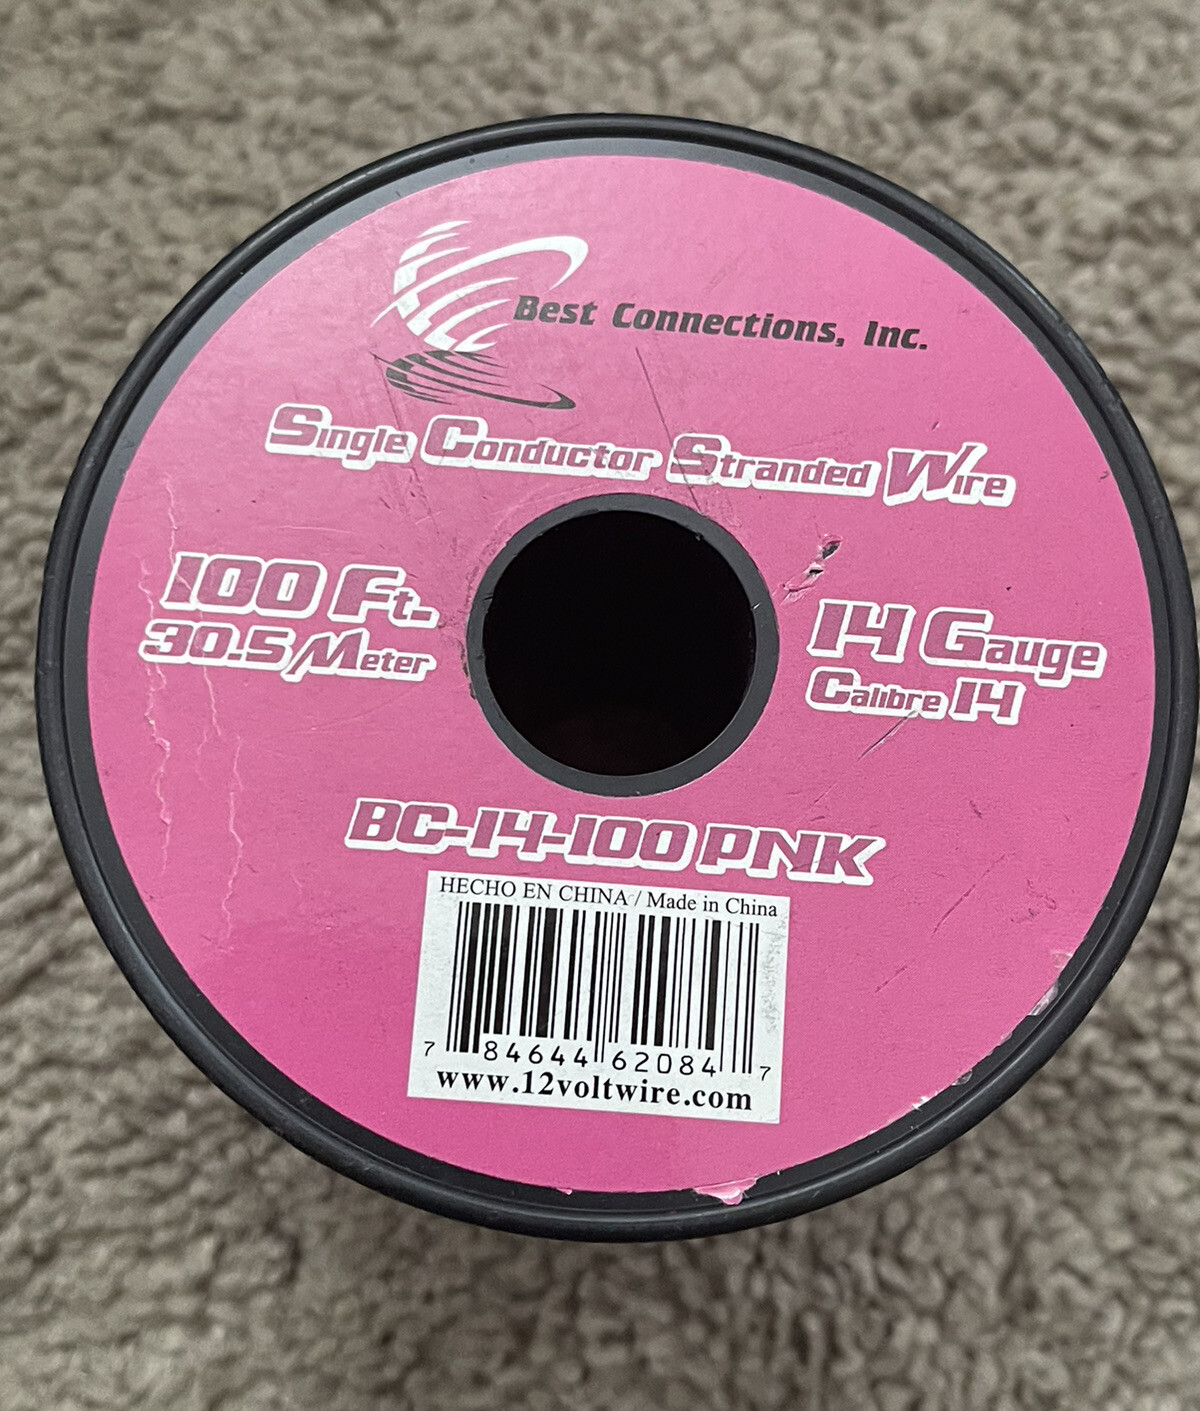 Best Connections, Inc.
Single Conductor Stranded Wire
100 Ft.
30.5/Meter
14 Gauge
Calibre 14
BC-14-100 PNK
HECHO EN CHINA / Made in China
7 84644 62084 7
www.12voltwire.com